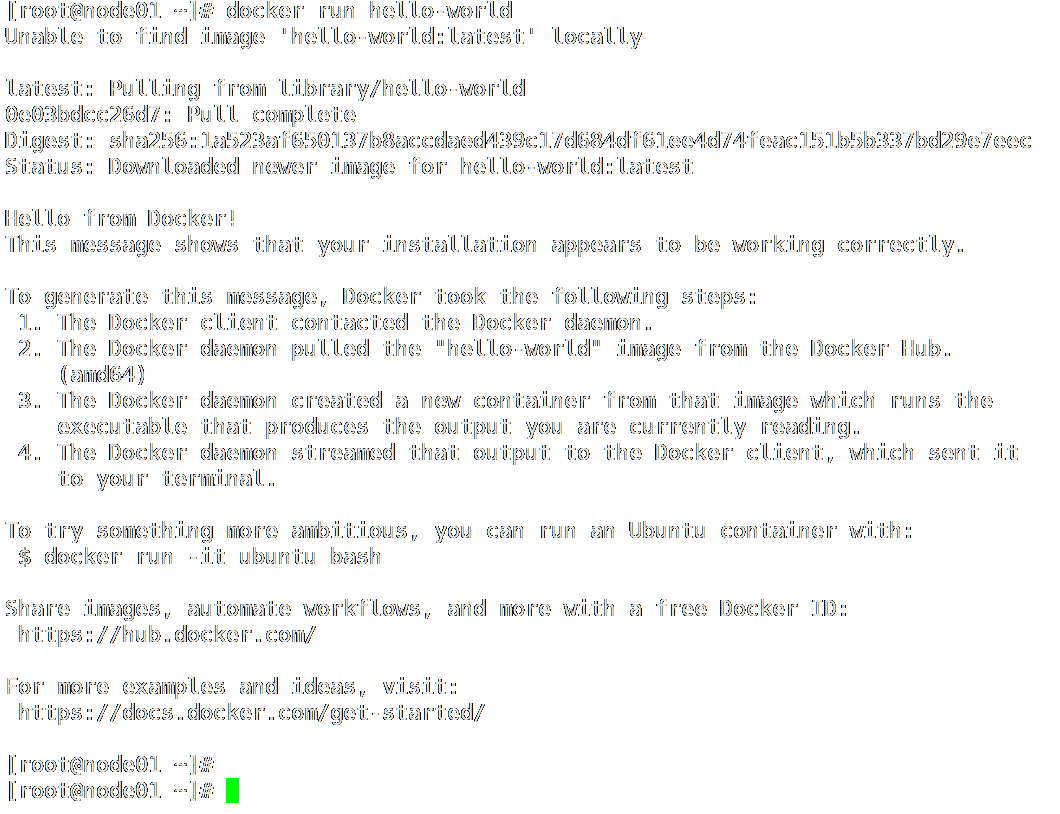 [root@node01 ~]# docker run hello-world
Unable to find image 'hello-world:latest' locally
latest: Pulling from library/hello-world
0e03bdcc26d7: Pull complete
Digest: sha256:1a523af650137b8accdaed439c17d684df61ee4d74feac151b5b337bd29e7eec
Status: Downloaded newer image for hello-world:latest
Hello from Docker!
This message shows that your installation appears to be working correctly.
To generate this message, Docker took the following steps:
1. The Docker client contacted the Docker daemon.
2. The Docker daemon pulled the "hello-world" image from the Docker Hub.
(amd64)
3. The Docker daemon created a new container from that image which runs the
executable that produces the output you are currently reading.
4. The Docker daemon streamed that output to the Docker client, which sent it
to your terminal.
To try something more ambitious, you can run an Ubuntu container with:
$ docker run -it ubuntu bash
Share images, automate workflows, and more with a free Docker ID:
https://hub.docker.com/
For more examples and ideas, visit:
https://docs.docker.com/get-started/
[root@node01 ~]#
[root@node01 ~]#